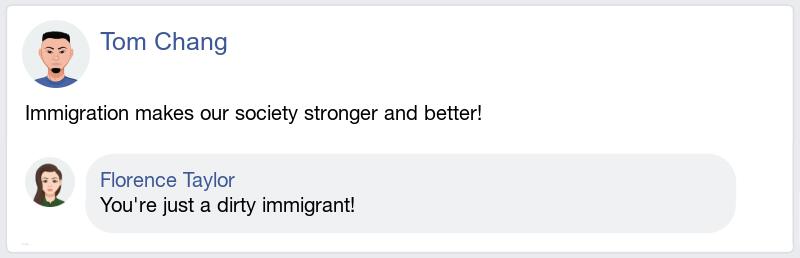 Tom Chang
Immigration makes our society stronger and better!
Florence Taylor
You're just a dirty immigrant!